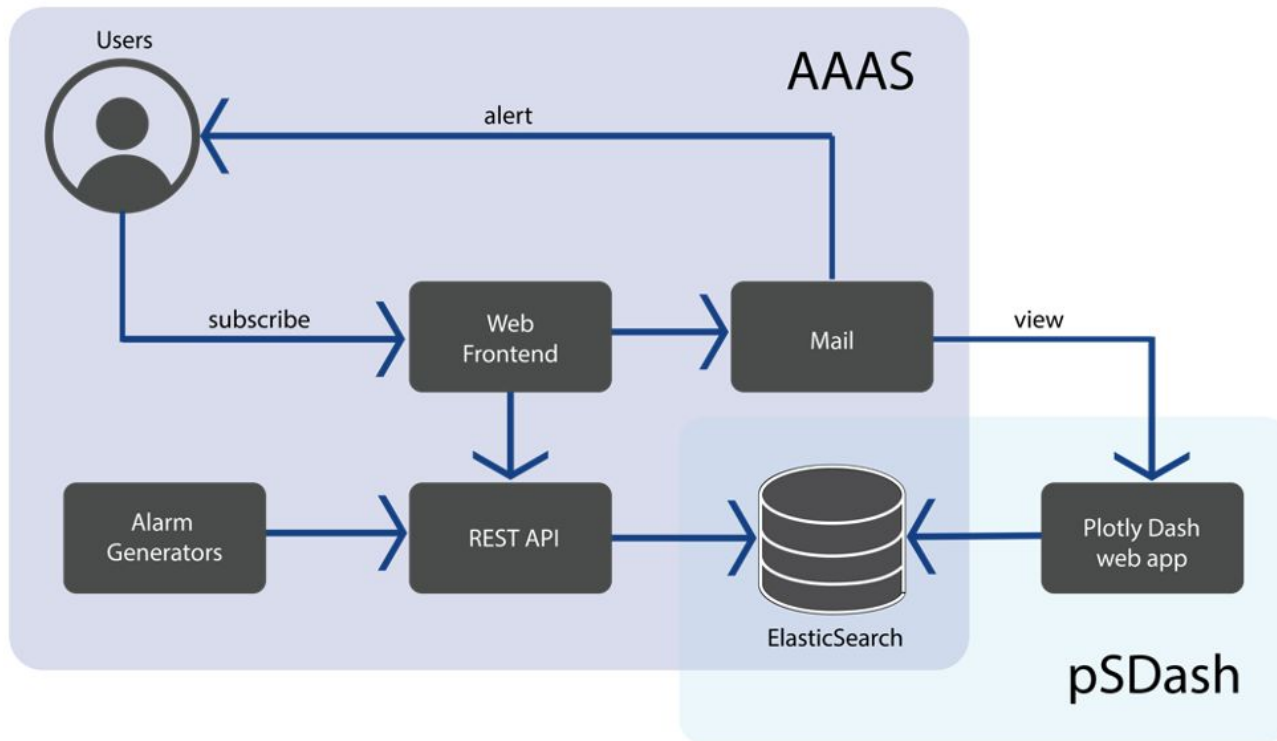 Users
AAAS
alert
subscribe
Web
Frontend
Mail
view
Alarm
Generators
REST API
Plotly Dash
web app
ElasticSearch
pSDash